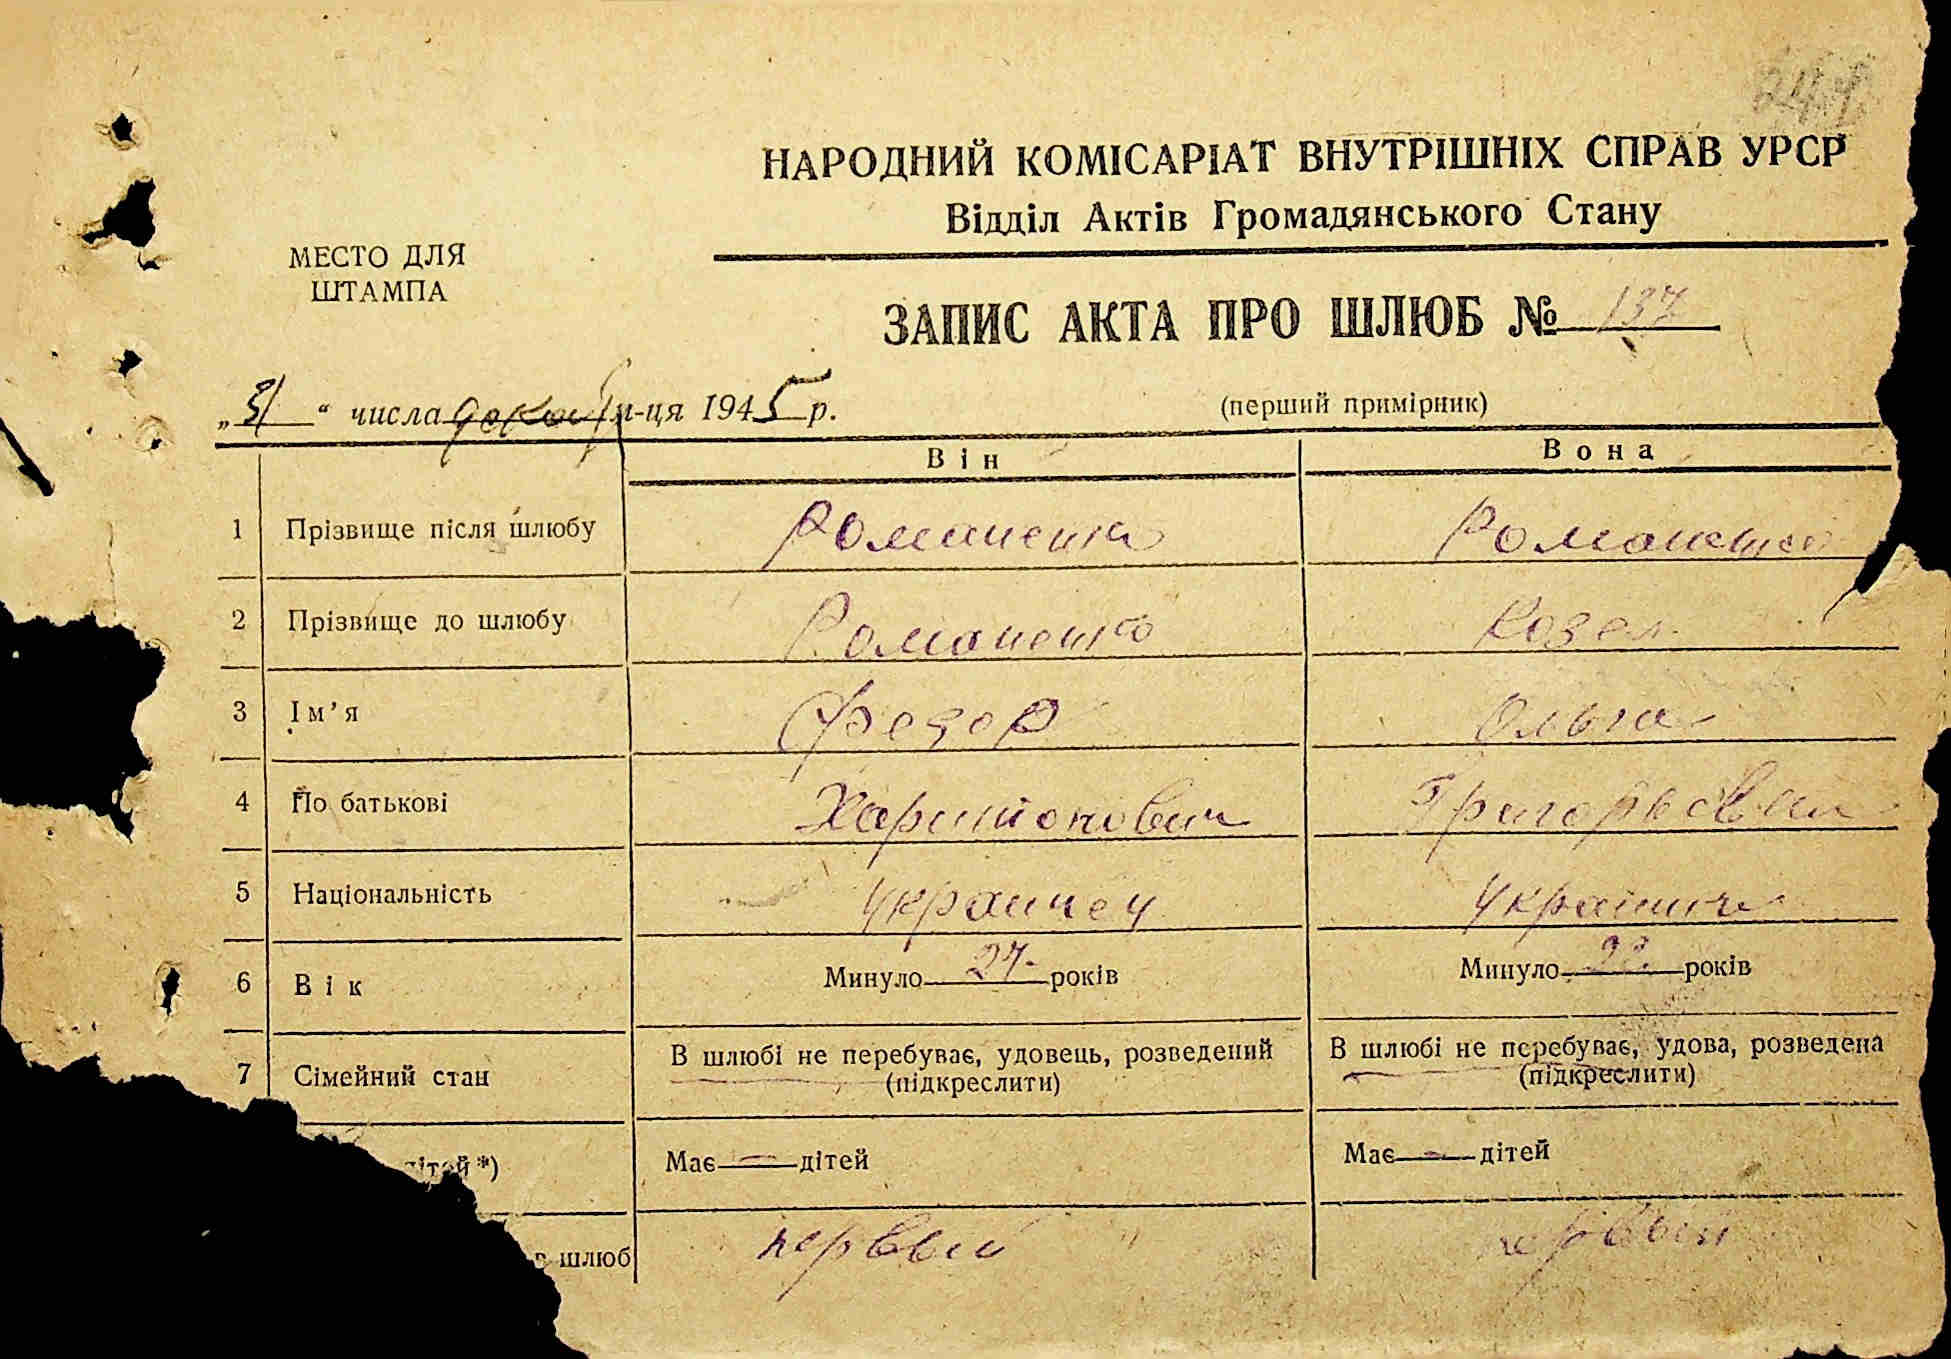 НАРОДНИЙ КОМІСАРІАТ ВНУТРІШНІХ СПРАВ УРСР
Відділ Актів Громадянського Стану
МЕСТО ДЛЯ
ШТАМПА
ЗАПИС АКТА ПРО ШЛЮБ № 137
„31“ числа декабр м-ця 1945 р.
(перший примірник)
Він Вона
1 Прізвище після шлюбу Романенко Романенко
2 Прізвище до шлюбу Романенко Козел
3 Ім’я Федор Ольга
4 По батькові Харитонович Григорьевна
5 Національність украинец украинка
6 Вік Минуло 27 років Минуло років
7 Сімейний стан В шлюбі не перебуває, удовець, розведений В шлюбі не перебуває, удова, розведена
(підкреслити) (підкреслити)
дітей*) Має — дітей Має — дітей
в шлюб первый первый